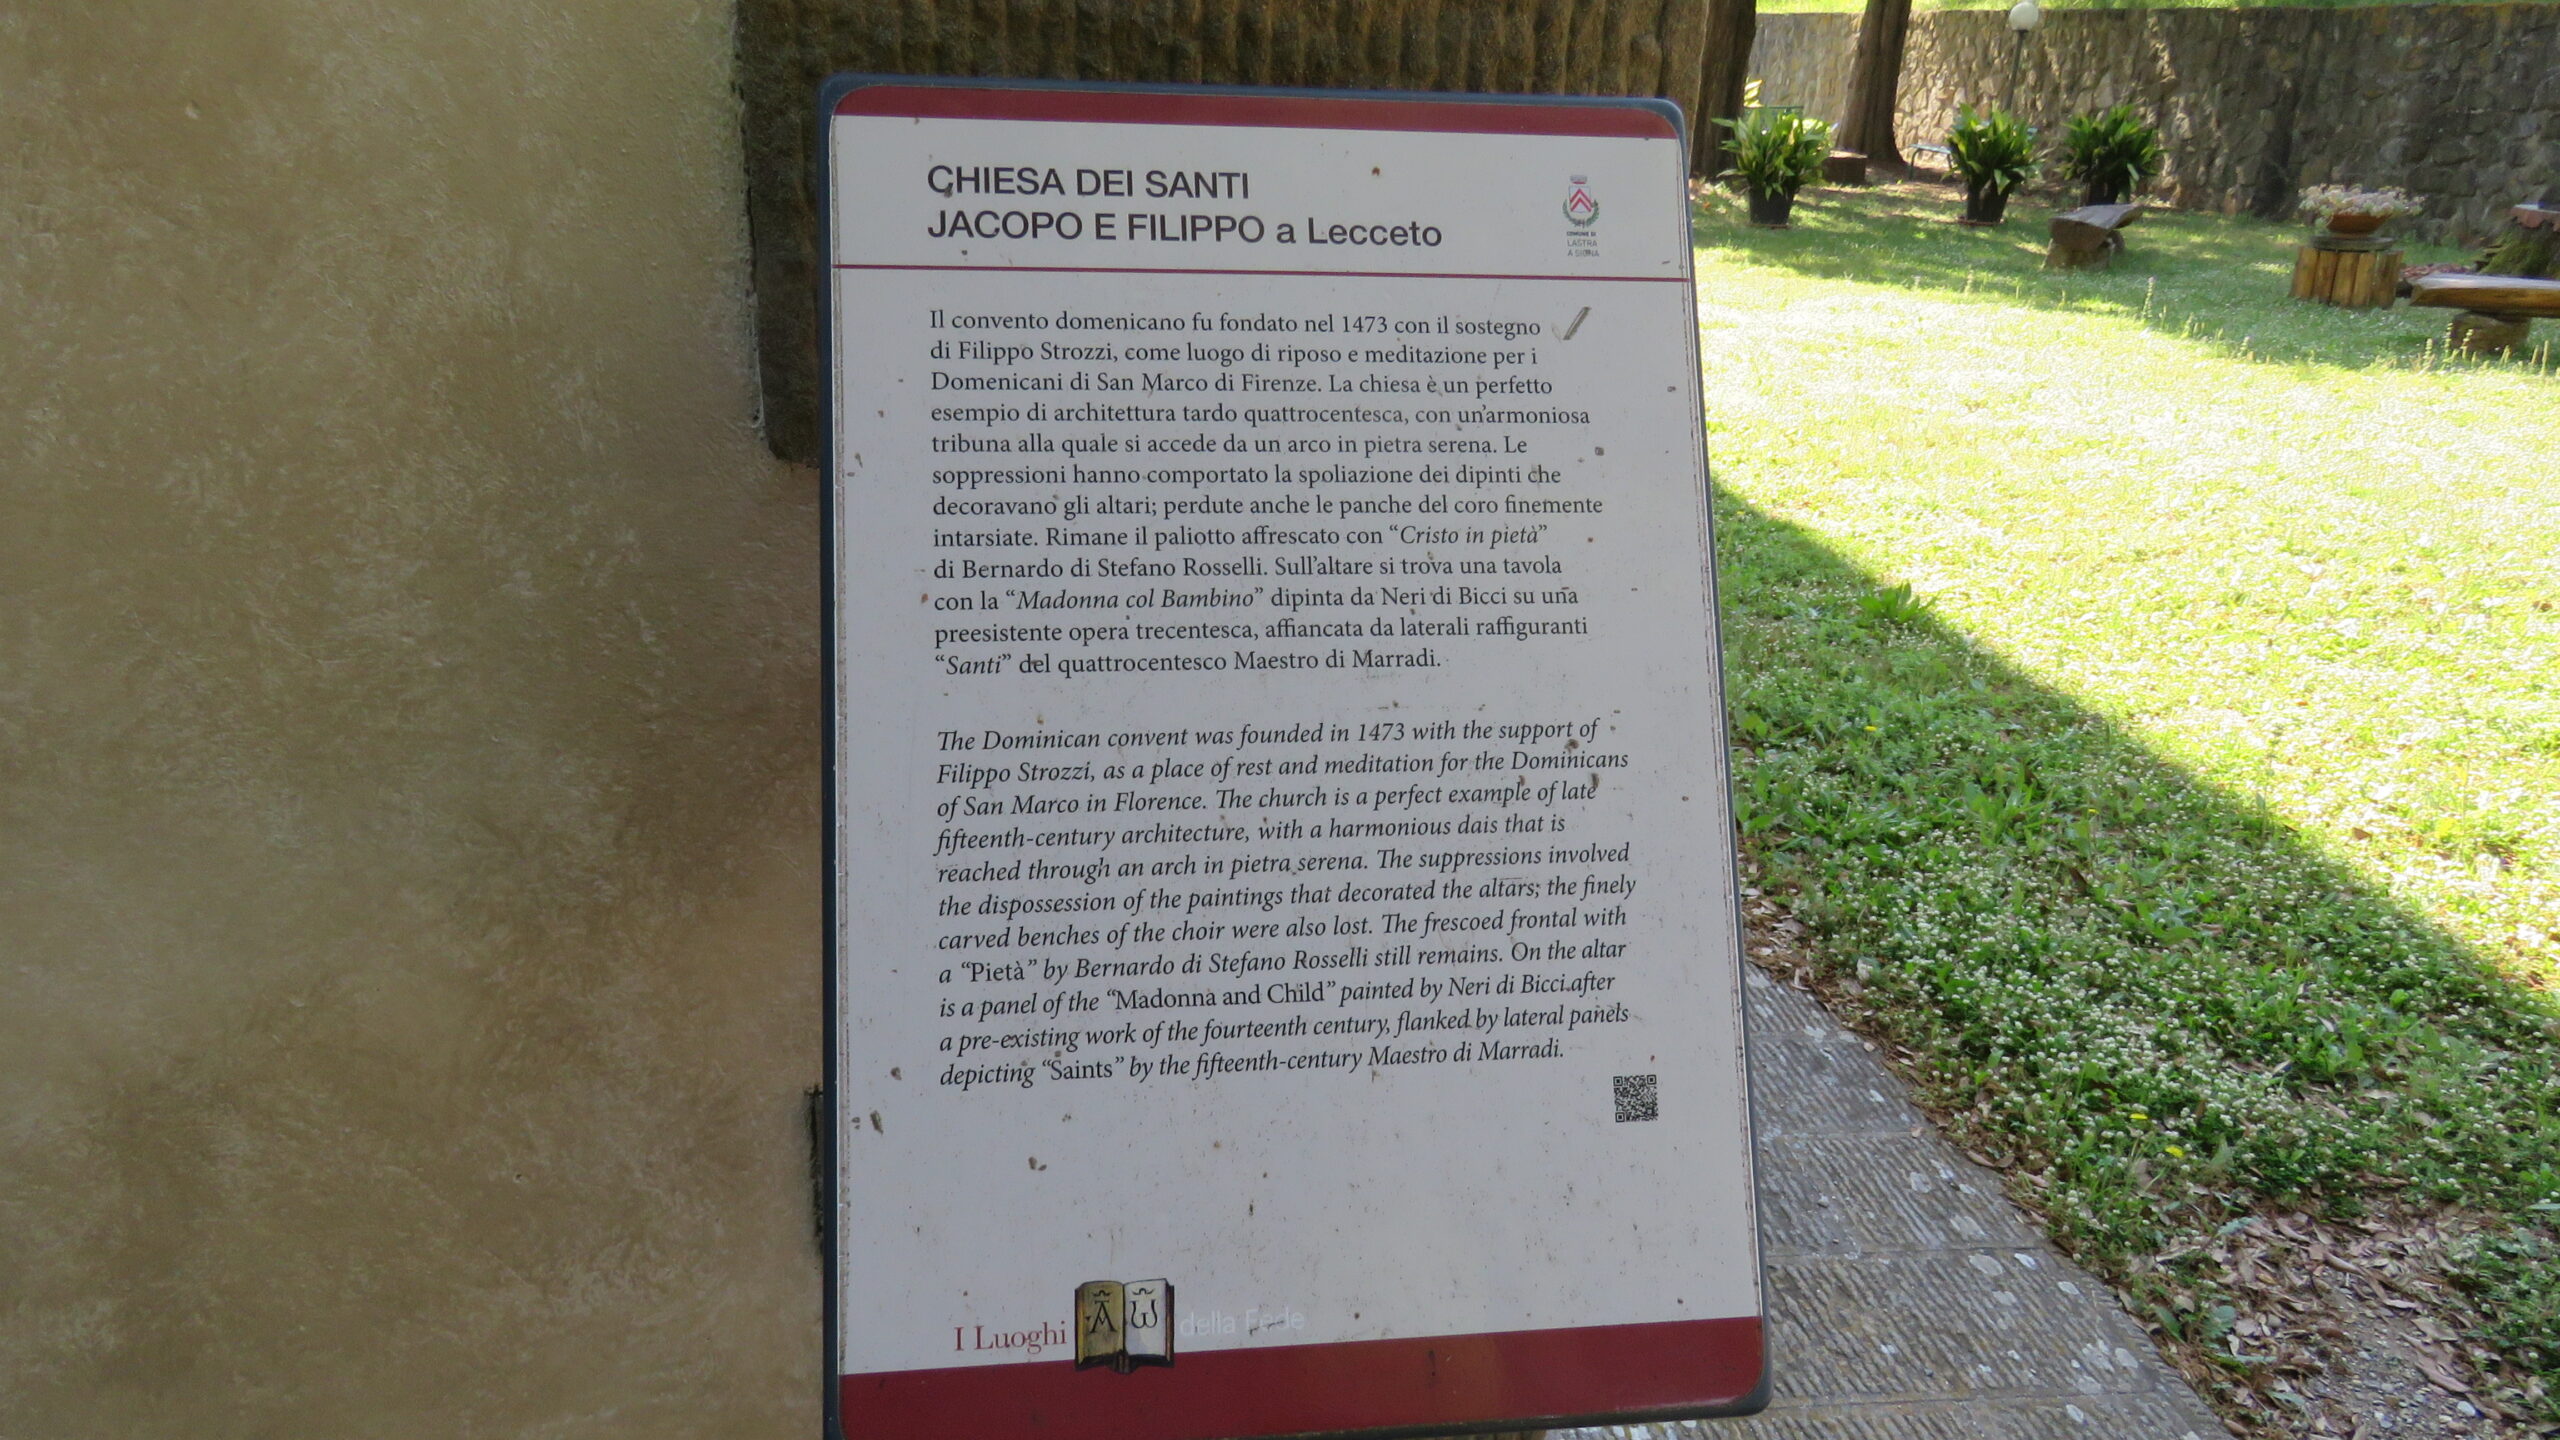 CHIESA DEI SANTI
JACOPO E FILIPPO a Lecceto
COMUNE DI
LASTRA
A SIGNA
Il convento domenicano fu fondato nel 1473 con il sostegno
di Filippo Strozzi, come luogo di riposo e meditazione per i
Domenicani di San Marco di Firenze. La chiesa è un perfetto
esempio di architettura tardo quattrocentesca, con un'armoniosa
tribuna alla quale si accede da un arco in pietra serena. Le
soppressioni hanno comportato la spoliazione dei dipinti che
decoravano gli altari; perdute anche le panche del coro finemente
intarsiate. Rimane il paliotto affrescato con “Cristo in pietà”
di Bernardo di Stefano Rosselli. Sull'altare si trova una tavola
con la “Madonna col Bambino” dipinta da Neri di Bicci su una
preesistente opera trecentesca, affiancata da laterali raffiguranti
“Santi” del quattrocentesco Maestro di Marradi.
The Dominican convent was founded in 1473 with the support of
Filippo Strozzi, as a place of rest and meditation for the Dominicans
of San Marco in Florence. The church is a perfect example of late
fifteenth-century architecture, with a harmonious dais that is
reached through an arch in pietra serena. The suppressions involved
the dispossession of the paintings that decorated the altars; the finely
carved benches of the choir were also lost. The frescoed frontal with
a “Pietà” by Bernardo di Stefano Rosselli still remains. On the altar
is a panel of the “Madonna and Child” painted by Neri di Bicci after
a pre-existing work of the fourteenth century, flanked by lateral panels
depicting “Saints” by the fifteenth-century Maestro di Marradi.
I Luoghi A ω della Fede